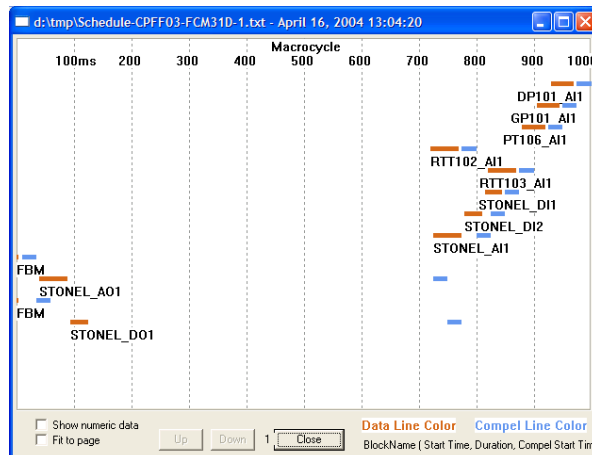 d:\tmp\Schedule-CPFF03-FCM31D-1.txt - April 16, 2004 13:04:20
Macrocycle
100ms 200 300 400 500 600 700 800 900 1000
DP101_AI1
GP101_AI1
PT106_AI1
RTT102_AI1
RTT103_AI1
STONEL_DI1
STONEL_DI2
STONEL_AI1
FBM
STONEL_AO1
FBM
STONEL_DO1
Show numeric data
Fit to page
Up
Down
1
Close
Data Line Color
Compel Line Color
BlockName ( Start Time, Duration, Compel Start Tim